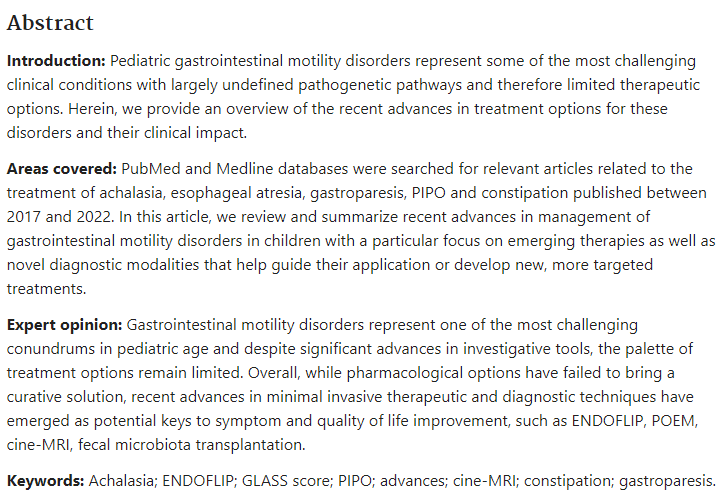 Abstract
Introduction: Pediatric gastrointestinal motility disorders represent some of the most challenging
clinical conditions with largely undefined pathogenetic pathways and therefore limited therapeutic
options. Herein, we provide an overview of the recent advances in treatment options for these
disorders and their clinical impact.
Areas covered: PubMed and Medline databases were searched for relevant articles related to the
treatment of achalasia, esophageal atresia, gastroparesis, PIPO and constipation published between
2017 and 2022. In this article, we review and summarize recent advances in management of
gastrointestinal motility disorders in children with a particular focus on emerging therapies as well as
novel diagnostic modalities that help guide their application or develop new, more targeted
treatments.
Expert opinion: Gastrointestinal motility disorders represent one of the most challenging
conundrums in pediatric age and despite significant advances in investigative tools, the palette of
treatment options remain limited. Overall, while pharmacological options have failed to bring a
curative solution, recent advances in minimal invasive therapeutic and diagnostic techniques have
emerged as potential keys to symptom and quality of life improvement, such as ENDOFLIP, POEM,
cine-MRI, fecal microbiota transplantation.
Keywords: Achalasia; ENDOFLIP; GLASS score; PIPO; advances; cine-MRI; constipation; gastroparesis.